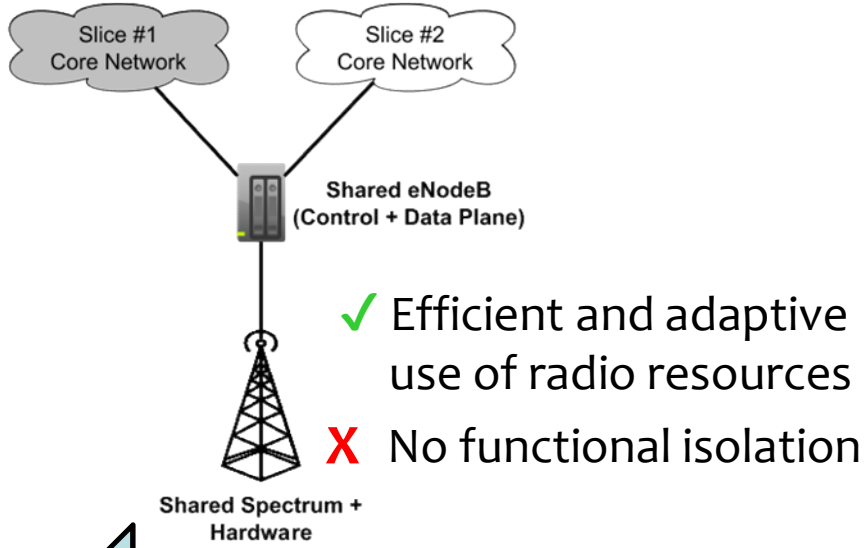 Slice #1
Core Network
Slice #2
Core Network
Shared eNodeB
(Control + Data Plane)
✓ Efficient and adaptive
use of radio resources
X No functional isolation
Shared Spectrum +
Hardware